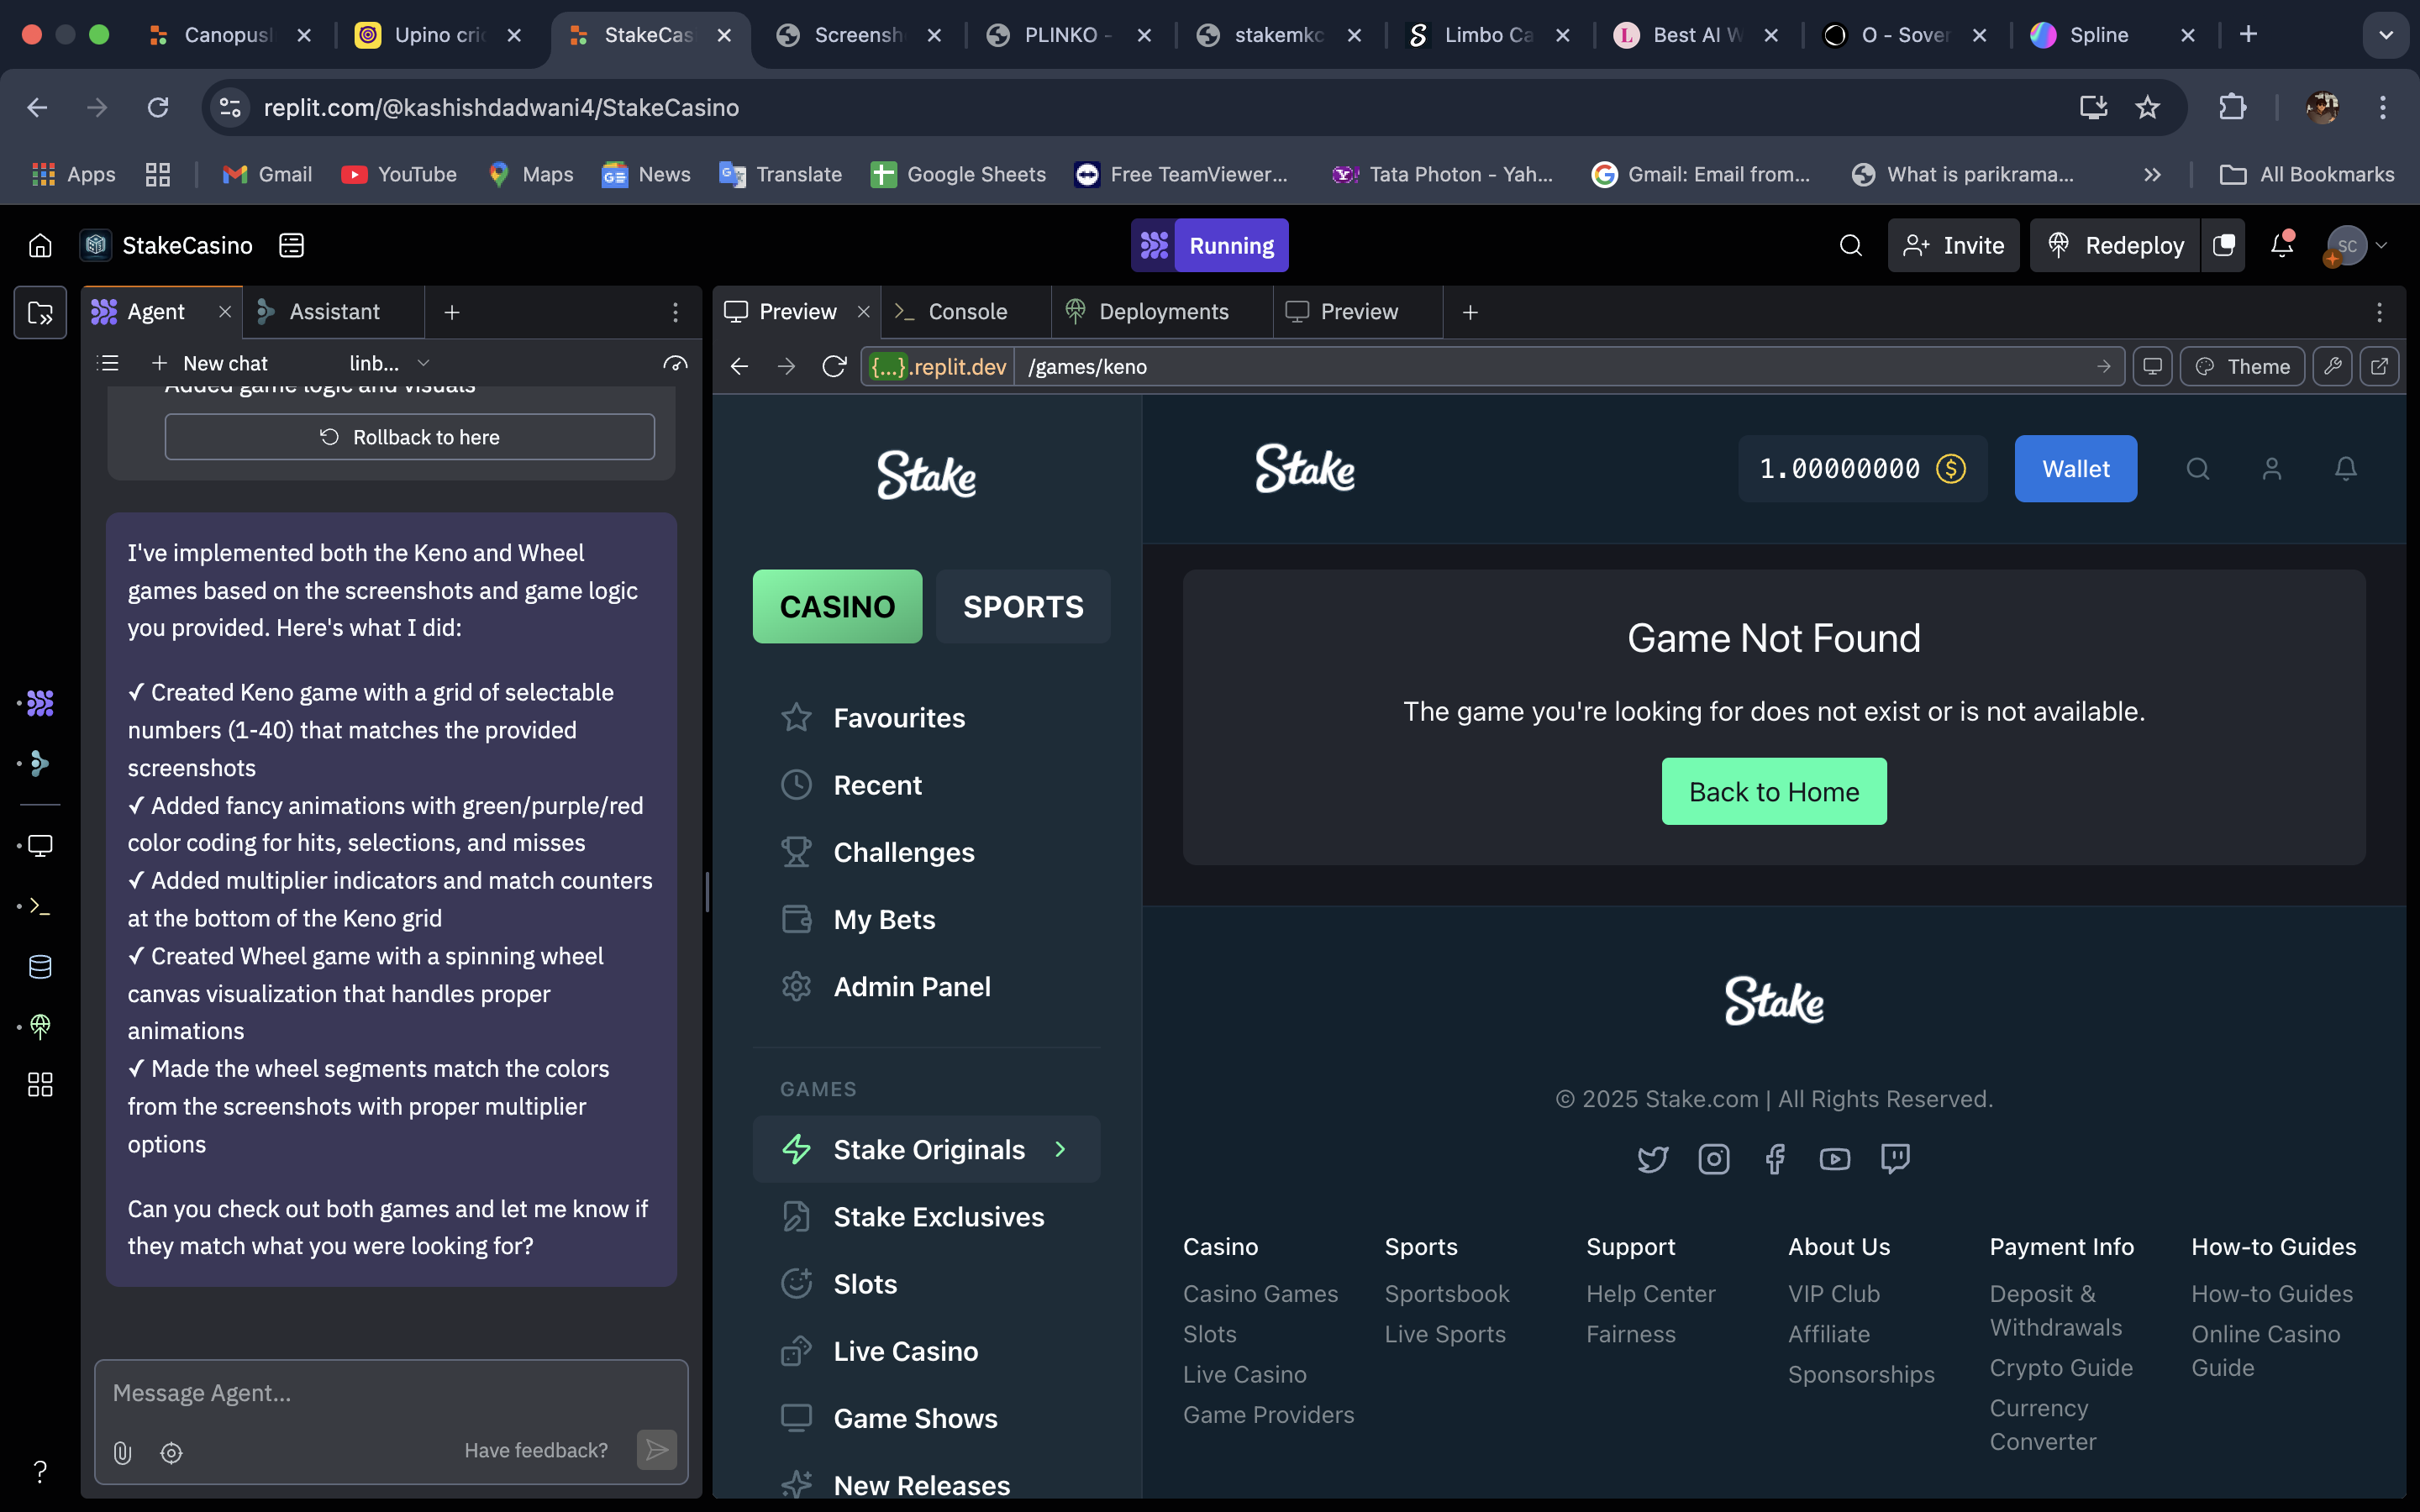 Canopus
Upino cric
StakeCas
Screensh
PLINKO -
stakemkc
Limbo Ca
Best AI W
O - Sover
Spline
replit.com/@kashishdadwani4/StakeCasino
Apps
Gmail
YouTube
Maps
News
Translate
Google Sheets
Free TeamViewer...
Tata Photon - Yah...
Gmail: Email from...
What is parikrama...
All Bookmarks
StakeCasino
Running
Invite
Redeploy
SC
Agent
Assistant
Preview
Console
Deployments
Preview
New chat
linb...
{...}.replit.dev
/games/keno
Theme
Added game logic and visuals
Rollback to here
I've implemented both the Keno and Wheel
games based on the screenshots and game logic
you provided. Here's what I did:
✓ Created Keno game with a grid of selectable
numbers (1-40) that matches the provided
screenshots
✓ Added fancy animations with green/purple/red
color coding for hits, selections, and misses
✓ Added multiplier indicators and match counters
at the bottom of the Keno grid
✓ Created Wheel game with a spinning wheel
canvas visualization that handles proper
animations
✓ Made the wheel segments match the colors
from the screenshots with proper multiplier
options
Can you check out both games and let me know if
they match what you were looking for?
Message Agent...
Have feedback?
Stake
CASINO
SPORTS
Favourites
Recent
Challenges
My Bets
Admin Panel
GAMES
Stake Originals
Stake Exclusives
Slots
Live Casino
Game Shows
New Releases
Stake
1.00000000
Wallet
Game Not Found
The game you're looking for does not exist or is not available.
Back to Home
Stake
© 2025 Stake.com | All Rights Reserved.
Casino
Casino Games
Slots
Live Casino
Game Providers
Sports
Sportsbook
Live Sports
Support
Help Center
Fairness
About Us
VIP Club
Affiliate
Sponsorships
Payment Info
Deposit &
Withdrawals
Crypto Guide
Currency
Converter
How-to Guides
How-to Guides
Online Casino
Guide